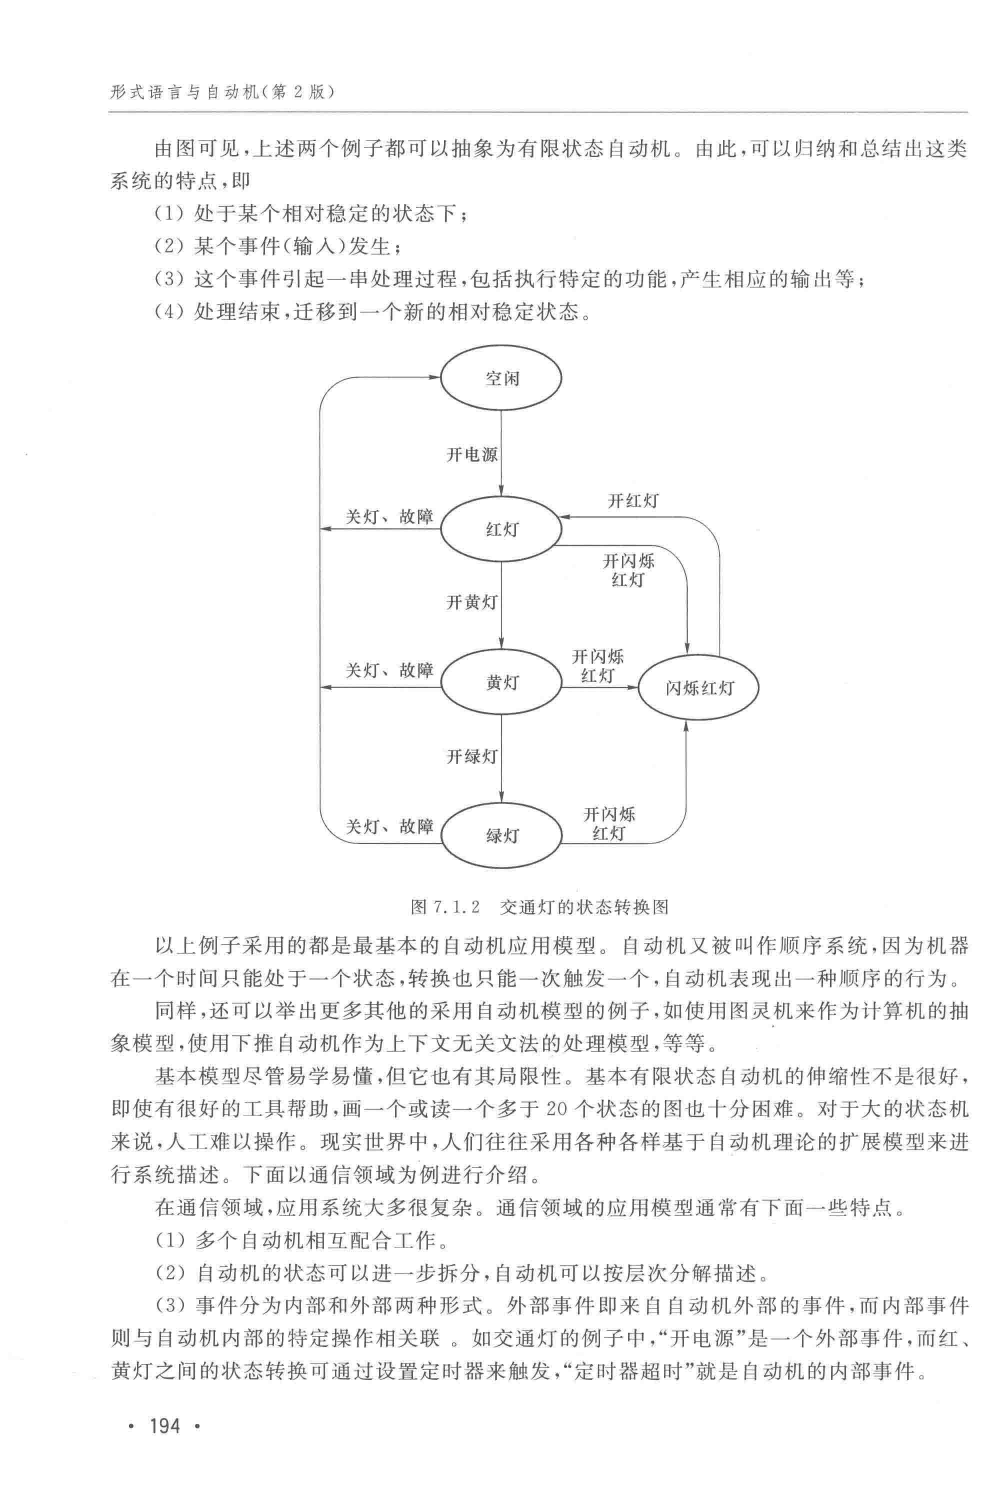 形式语言与自动机(第 2 版)
由图可见,上述两个例子都可以抽象为有限状态自动机。由此,可以归纳和总结出这类
系统的特点,即
(1) 处于某个相对稳定的状态下;
(2) 某个事件(输入)发生;
(3) 这个事件引起一串处理过程,包括执行特定的功能,产生相应的输出等;
(4) 处理结束,迁移到一个新的相对稳定状态。
空闲
开电源
开红灯
关灯、故障
红灯
开闪烁
红灯
开黄灯
关灯、故障
黄灯
开闪烁
红灯
闪烁红灯
开绿灯
关灯、故障
绿灯
开闪烁
红灯
图 7.1.2 交通灯的状态转换图
以上例子采用的都是最基本的自动机应用模型。自动机又被叫作顺序系统,因为机器
在一个时间只能处于一个状态,转换也只能一次触发一个,自动机表现出一种顺序的行为。
同样,还可以举出更多其他的采用自动机模型的例子,如使用图灵机来作为计算机的抽
象模型,使用下推自动机作为上下文无关文法的处理模型,等等。
基本模型尽管易学易懂,但它也有其局限性。基本有限状态自动机的伸缩性不是很好,
即使有很好的工具帮助,画一个或读一个多于 20 个状态的图也十分困难。对于大的状态机
来说,人工难以操作。现实世界中,人们往往采用各种各样基于自动机理论的扩展模型来进
行系统描述。下面以通信领域为例进行介绍。
在通信领域,应用系统大多很复杂。通信领域的应用模型通常有下面一些特点。
(1) 多个自动机相互配合工作。
(2) 自动机的状态可以进一步拆分,自动机可以按层次分解描述。
(3) 事件分为内部和外部两种形式。外部事件即来自自动机外部的事件,而内部事件
则与自动机内部的特定操作相关联 。如交通灯的例子中,“开电源”是一个外部事件,而红、
黄灯之间的状态转换可通过设置定时器来触发,“定时器超时”就是自动机的内部事件。
· 194 ·